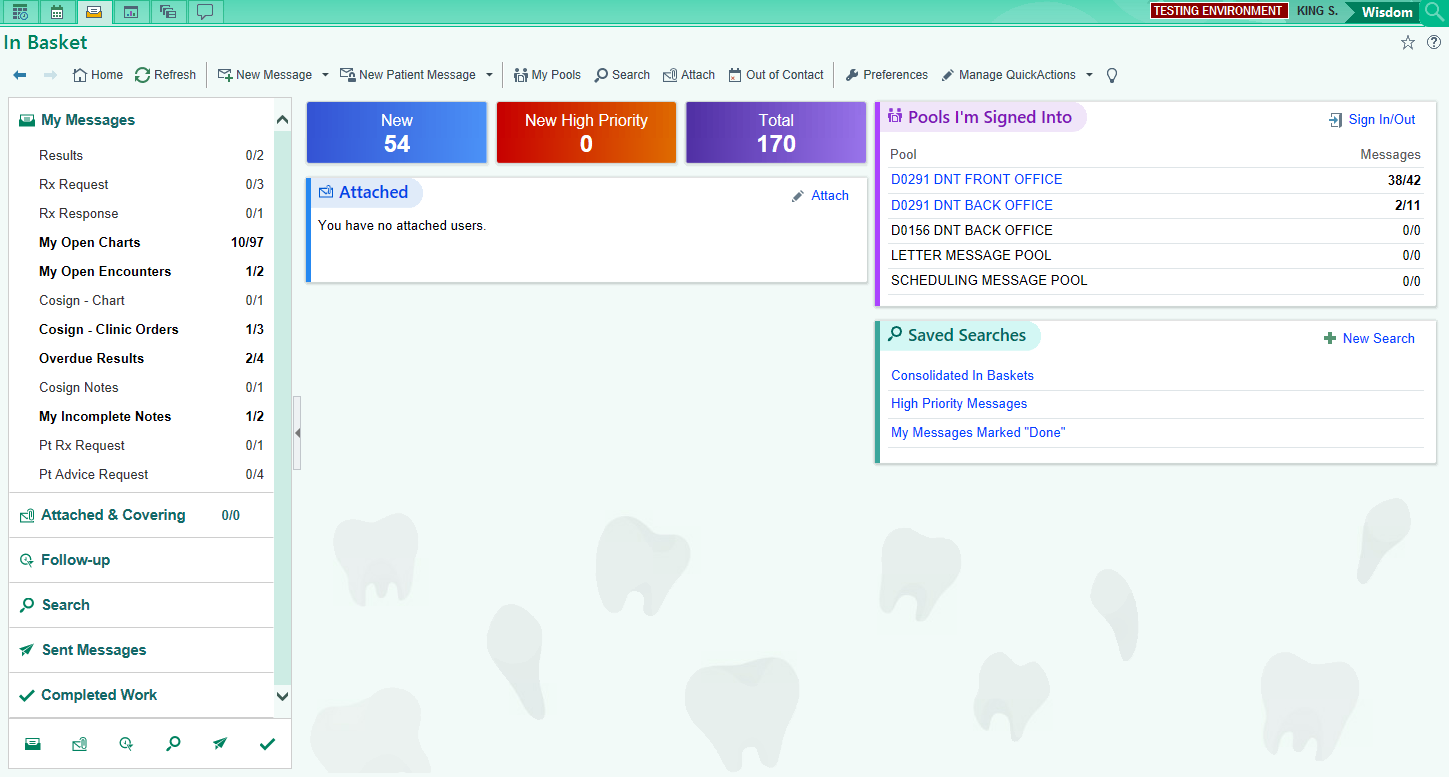 TESTING ENVIRONMENT KING S. Wisdom
In Basket
Home Refresh New Message New Patient Message My Pools Search Attach Out of Contact Preferences Manage QuickActions
My Messages
Results 0/2
Rx Request 0/3
Rx Response 0/1
My Open Charts 10/97
My Open Encounters 1/2
Cosign - Chart 0/1
Cosign - Clinic Orders 1/3
Overdue Results 2/4
Cosign Notes 0/1
My Incomplete Notes 1/2
Pt Rx Request 0/1
Pt Advice Request 0/4
Attached & Covering 0/0
Follow-up
Search
Sent Messages
Completed Work
New
54
New High Priority
0
Total
170
Attached
Attach
You have no attached users.
Pools I'm Signed Into
Sign In/Out
Pool Messages
D0291 DNT FRONT OFFICE 38/42
D0291 DNT BACK OFFICE 2/11
D0156 DNT BACK OFFICE 0/0
LETTER MESSAGE POOL 0/0
SCHEDULING MESSAGE POOL 0/0
Saved Searches
New Search
Consolidated In Baskets
High Priority Messages
My Messages Marked "Done"